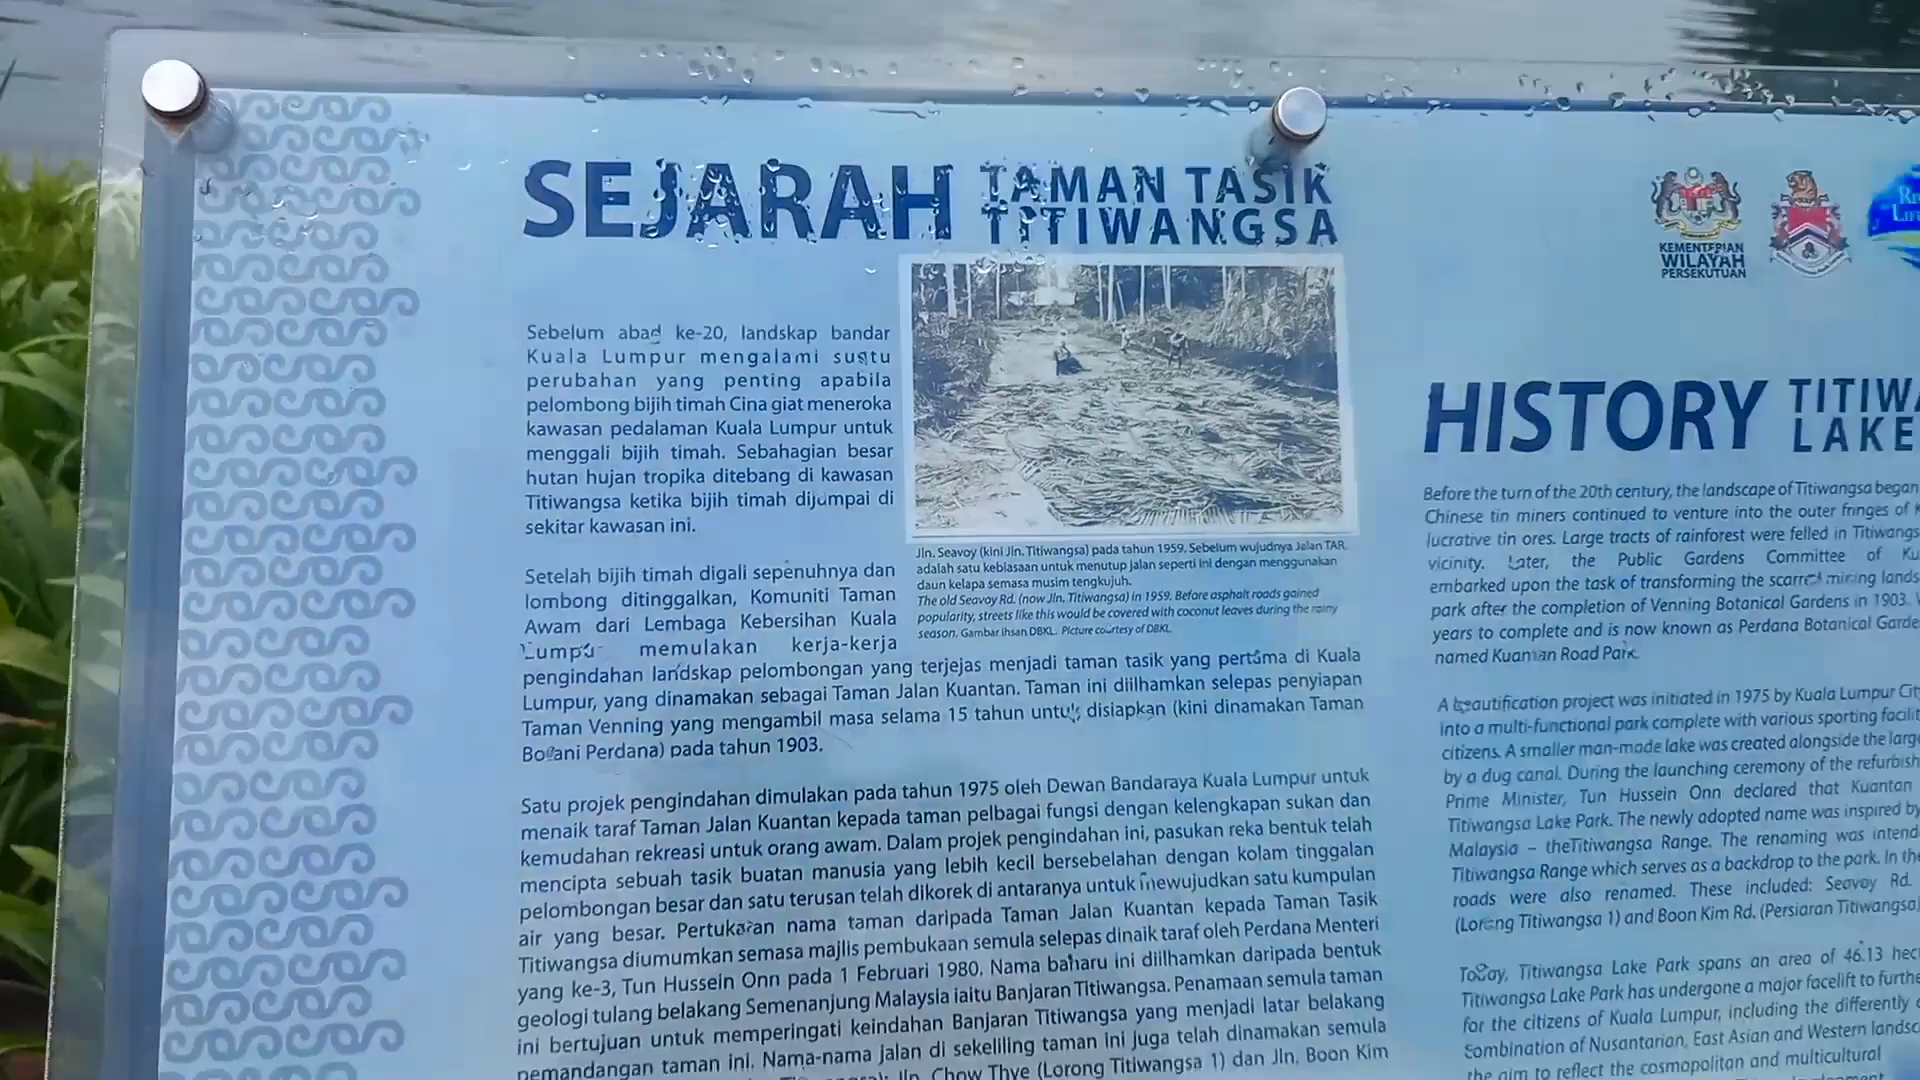 SEJARAH TAMAN TASIK
TITIWANGSA
Sebelum abad ke-20, landskap bandar
Kuala Lumpur mengalami suatu
perubahan yang penting apabila
pelombong bijih timah Cina giat meneroka
kawasan pedalaman Kuala Lumpur untuk
menggali bijih timah. Sebahagian besar
hutan hujan tropika ditebang di kawasan
Titiwangsa ketika bijih timah dijumpai di
sekitar kawasan ini.
Setelah bijih timah digali sepenuhnya dan
lombong ditinggalkan, Komuniti Taman
Awam dari Lembaga Kebersihan Kuala
Lumpur memulakan kerja-kerja
pengindahan landskap pelombongan yang terjejas menjadi taman tasik yang pertama di Kuala
Lumpur, yang dinamakan sebagai Taman Jalan Kuantan. Taman ini diilhamkan selepas penyiapan
Taman Venning yang mengambil masa selama 15 tahun untuk disiapkan (kini dinamakan Taman
Botani Perdana) pada tahun 1903.
Satu projek pengindahan dimulakan pada tahun 1975 oleh Dewan Bandaraya Kuala Lumpur untuk
menaik taraf Taman Jalan Kuantan kepada taman pelbagai fungsi dengan kelengkapan sukan dan
kemudahan rekreasi untuk orang awam. Dalam projek pengindahan ini, pasukan reka bentuk telah
mencipta sebuah tasik buatan manusia yang lebih kecil bersebelahan dengan kolam tinggalan
pelombongan besar dan satu terusan telah dikorek di antaranya untuk mewujudkan satu kumpulan
air yang besar. Pertukaran nama taman daripada Taman Jalan Kuantan kepada Taman Tasik
Titiwangsa diumumkan semasa majlis pembukaan semula selepas dinaik taraf oleh Perdana Menteri
yang ke-3, Tun Hussein Onn pada 1 Februari 1980. Nama baharu ini diilhamkan daripada bentuk
geologi tulang belakang Semenanjung Malaysia iaitu Banjaran Titiwangsa. Penamaan semula taman
ini bertujuan untuk memperingati keindahan Banjaran Titiwangsa yang menjadi latar belakang
pemandangan taman ini. Nama-nama Jalan di sekeliling taman ini juga telah dinamakan semula
Jln. Chow Thye (Lorong Titiwangsa 1) dan Jln. Boon Kim
Jln. Seavoy (kini Jln. Titiwangsa) pada tahun 1959. Sebelum wujudnya Jalan TAR,
adalah satu kebiasaan untuk menutup jalan seperti ini dengan menggunakan
daun kelapa semasa musim tengkujuh.
The old Seavoy Rd. (now Jln. Titiwangsa) in 1959. Before asphalt roads gained
popularity, streets like this would be covered with coconut leaves during the rainy
season. Gambar ihsan DBKL. Picture courtesy of DBKL.
KEMENTERIAN
WILAYAH
PERSEKUTUAN
HISTORY
LAKE
Before the turn of the 20th century, the landscape of Titiwangsa began
Chinese tin miners continued to venture into the outer fringes of
lucrative tin ores. Large tracts of rainforest were felled in
vicinity. Later, the Public Gardens Committee of
embarked upon the task of transforming the scarred mining
park after the completion of Venning Botanical Gardens in 1903.
years to complete and is now known as Perdana Botanical
named Kuantan Road Park.
A beautification project was initiated in 1975 by Kuala Lumpur
into a multi-functional park complete with various sporting
citizens. A smaller man-made lake was created alongside the
by a dug canal. During the launching ceremony of the
Prime Minister, Tun Hussein Onn declared that Kuantan
Titiwangsa Lake Park. The newly adopted name was inspired by
Malaysia – theTitiwangsa Range. The renaming was
Titiwangsa Range which serves as a backdrop to the park. In the
roads were also renamed. These included: Seavoy Rd.
(Lorong Titiwangsa 1) and Boon Kim Rd. (Persiaran Titiwangsa
Today, Titiwangsa Lake Park spans an area of 46.13
Titiwangsa Lake Park has undergone a major facelift to
for the citizens of Kuala Lumpur, including the differently
Combination of Nusantarian, East Asian and Western
the aim to reflect the cosmopolitan and multicultural